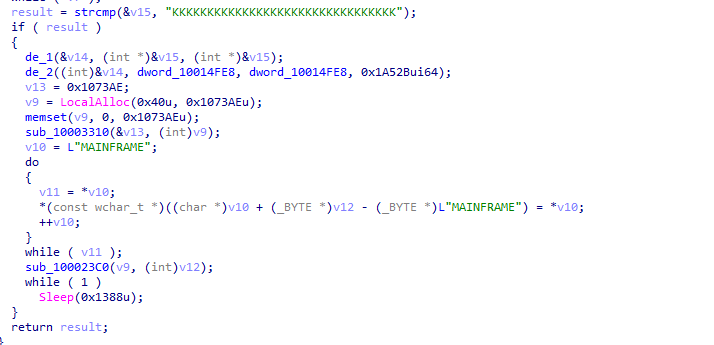 result = strcmp(&v15, "KKKKKKKKKKKKKKKKKKKKKKKKKKKKKKKK");
if ( result )
{
de_1(&v14, (int *)&v15, (int *)&v15);
de_2((int)&v14, dword_10014FE8, dword_10014FE8, 0x1A52Bui64);
v13 = 0x1073AE;
v9 = LocalAlloc(0x40u, 0x1073AEu);
memset(v9, 0, 0x1073AEu);
sub_10003310(&v13, (int)v9);
v10 = L"MAINFRAME";
do
{
v11 = *v10;
*(const wchar_t *)((char *)v10 + (_BYTE *)v12 - (_BYTE *)L"MAINFRAME") = *v10;
++v10;
}
while ( v11 );
sub_100023C0(v9, (int)v12);
while ( 1 )
Sleep(0x1388u);
}
return result;
}